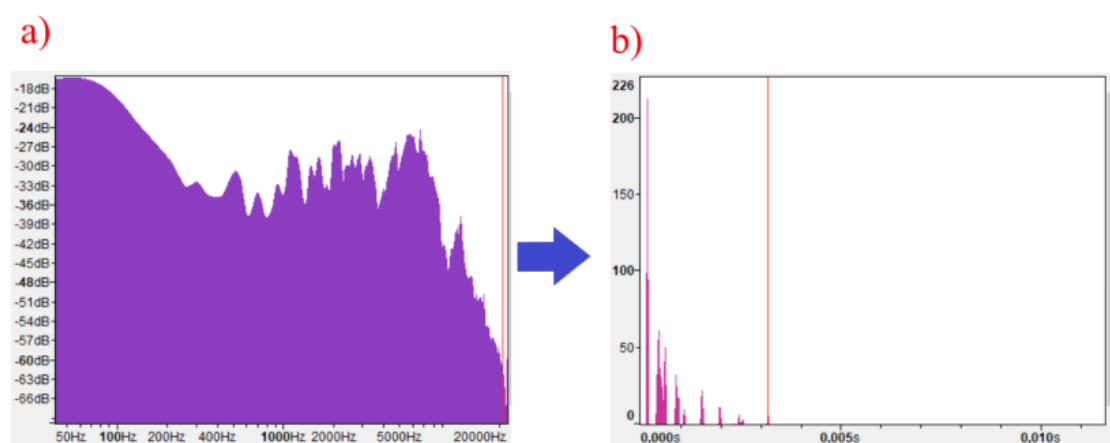 a)
-18dB
-21dB
-24dB
-27dB
-30dB
-33dB
-36dB
-39dB
-42dB
-45dB
-48dB
-51dB
-54dB
-57dB
-60dB
-63dB
-66dB
50Hz 100Hz 200Hz 400Hz 1000Hz 2000Hz 5000Hz 20000Hz
b)
226
200
150
100
50
0
0.000s 0.005s 0.010s